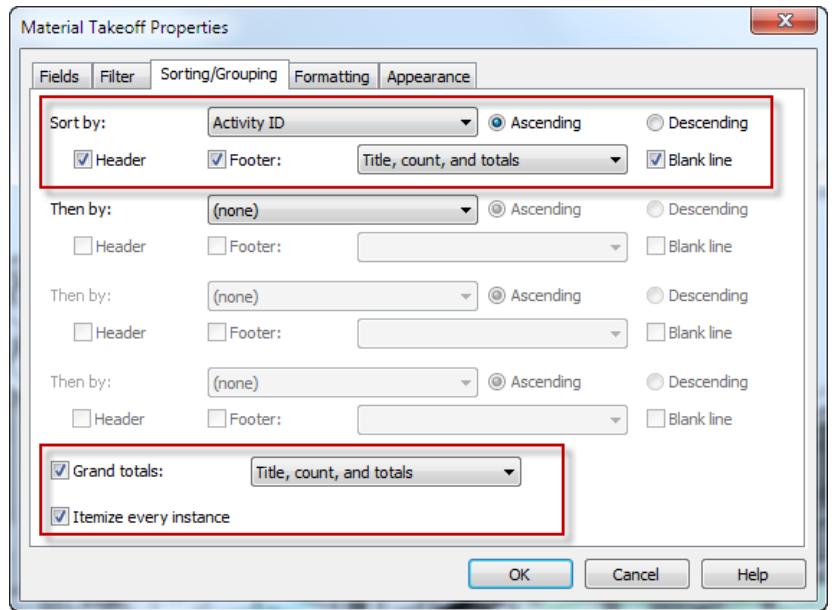 Material Takeoff Properties
Fields Filter Sorting/Grouping Formatting Appearance
Sort by: Activity ID Ascending Descending
Header Footer: Title, count, and totals Blank line
Then by: (none) Ascending Descending
Header Footer: Blank line
Then by: (none) Ascending Descending
Header Footer: Blank line
Then by: (none) Ascending Descending
Header Footer: Blank line
Grand totals: Title, count, and totals
Itemize every instance
OK Cancel Help